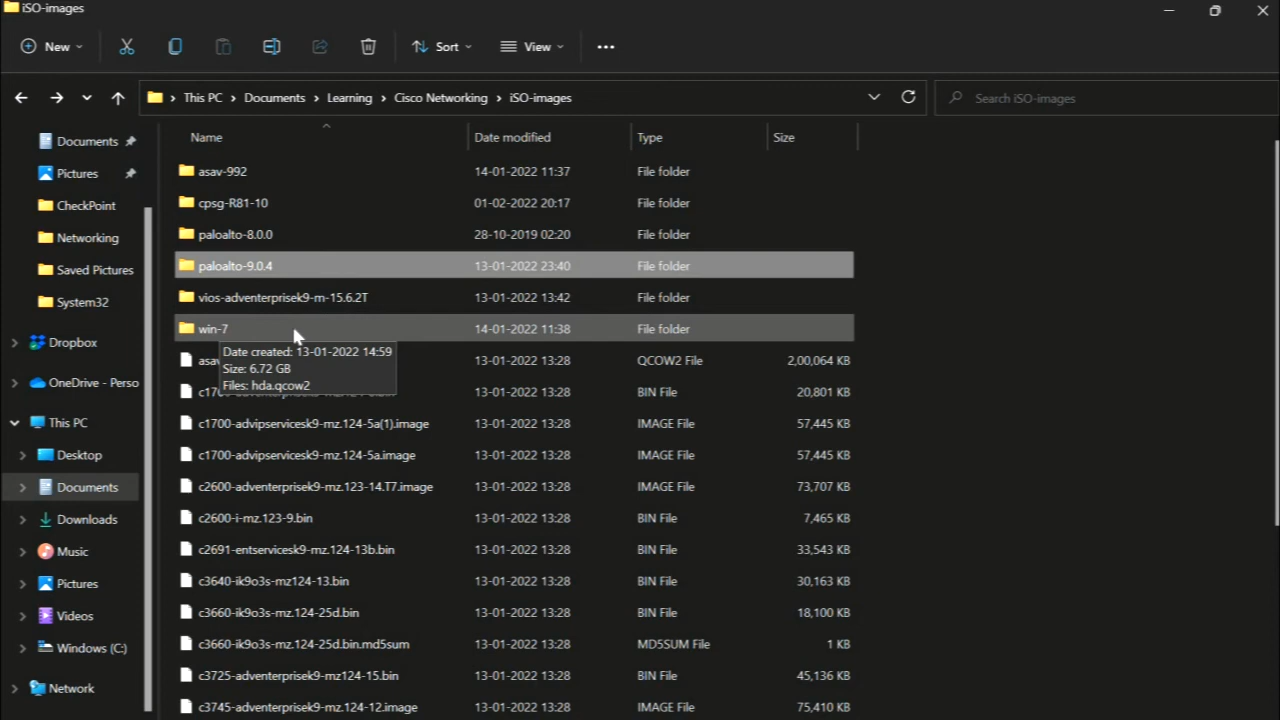 iSO-images
New
Sort
View
This PC
Documents
Learning
Cisco Networking
iSO-images
Search iSO-images
Documents
Pictures
CheckPoint
Networking
Saved Pictures
System32
Dropbox
OneDrive - Perso
This PC
Desktop
Documents
Downloads
Music
Pictures
Videos
Windows (C:)
Network
Name Date modified Type Size
asav-992 14-01-2022 11:37 File folder
cpsg-R81-10 01-02-2022 20:17 File folder
paloalto-8.0.0 28-10-2019 02:20 File folder
paloalto-9.0.4 13-01-2022 23:40 File folder
vios-adventerprisek9-m-15.6.2T 13-01-2022 13:42 File folder
win-7 14-01-2022 11:38 File folder
Date created: 13-01-2022 14:59
Size: 6.72 GB
Files: hda.qcow2
13-01-2022 13:28 QCOW2 File 2,00,064 KB
13-01-2022 13:28 BIN File 20,801 KB
c1700-advipservicesk9-mz.124-5a(1).image 13-01-2022 13:28 IMAGE File 57,445 KB
c1700-advipservicesk9-mz.124-5a.image 13-01-2022 13:28 IMAGE File 57,445 KB
c2600-adventerprisek9-mz.123-14.T7.image 13-01-2022 13:28 IMAGE File 73,707 KB
c2600-i-mz.123-9.bin 13-01-2022 13:28 BIN File 7,465 KB
c2691-entservicesk9-mz.124-13b.bin 13-01-2022 13:28 BIN File 33,543 KB
c3640-ik9o3s-mz124-13.bin 13-01-2022 13:28 BIN File 30,163 KB
c3660-ik9o3s-mz.124-25d.bin 13-01-2022 13:28 BIN File 18,100 KB
c3660-ik9o3s-mz.124-25d.bin.md5sum 13-01-2022 13:28 MD5SUM File 1 KB
c3725-adventerprisek9-mz124-15.bin 13-01-2022 13:28 BIN File 45,136 KB
c3745-adventerprisek9-mz.124-12.image 13-01-2022 13:28 IMAGE File 75,410 KB